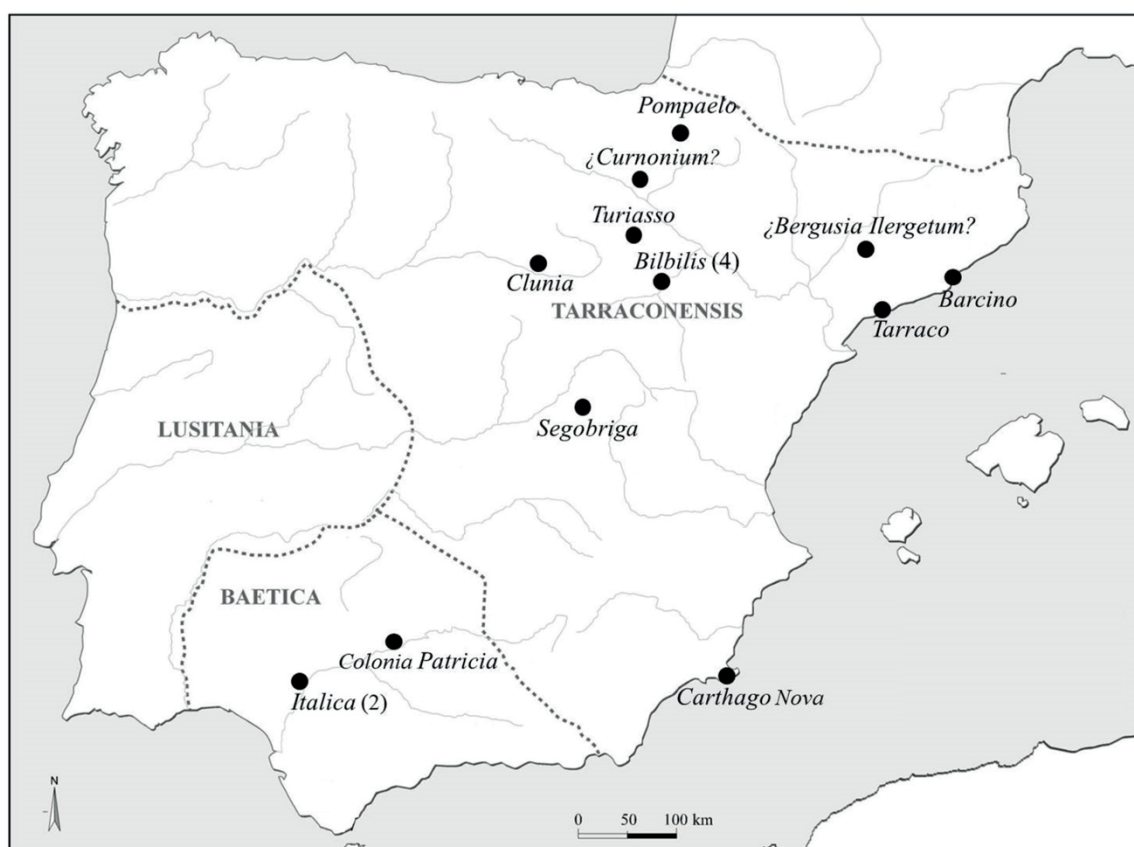 Pompaelo
¿Curnonium?
Turiasso
¿Bergusia Ilergetum?
Bilbilis (4)
Clunia
Barcino
TARRACONENSIS
Tarraco
Segobriga
LUSITANIA
BAETICA
Colonia Patricia
Italica (2)
Carthago Nova
N
0 50 100 km